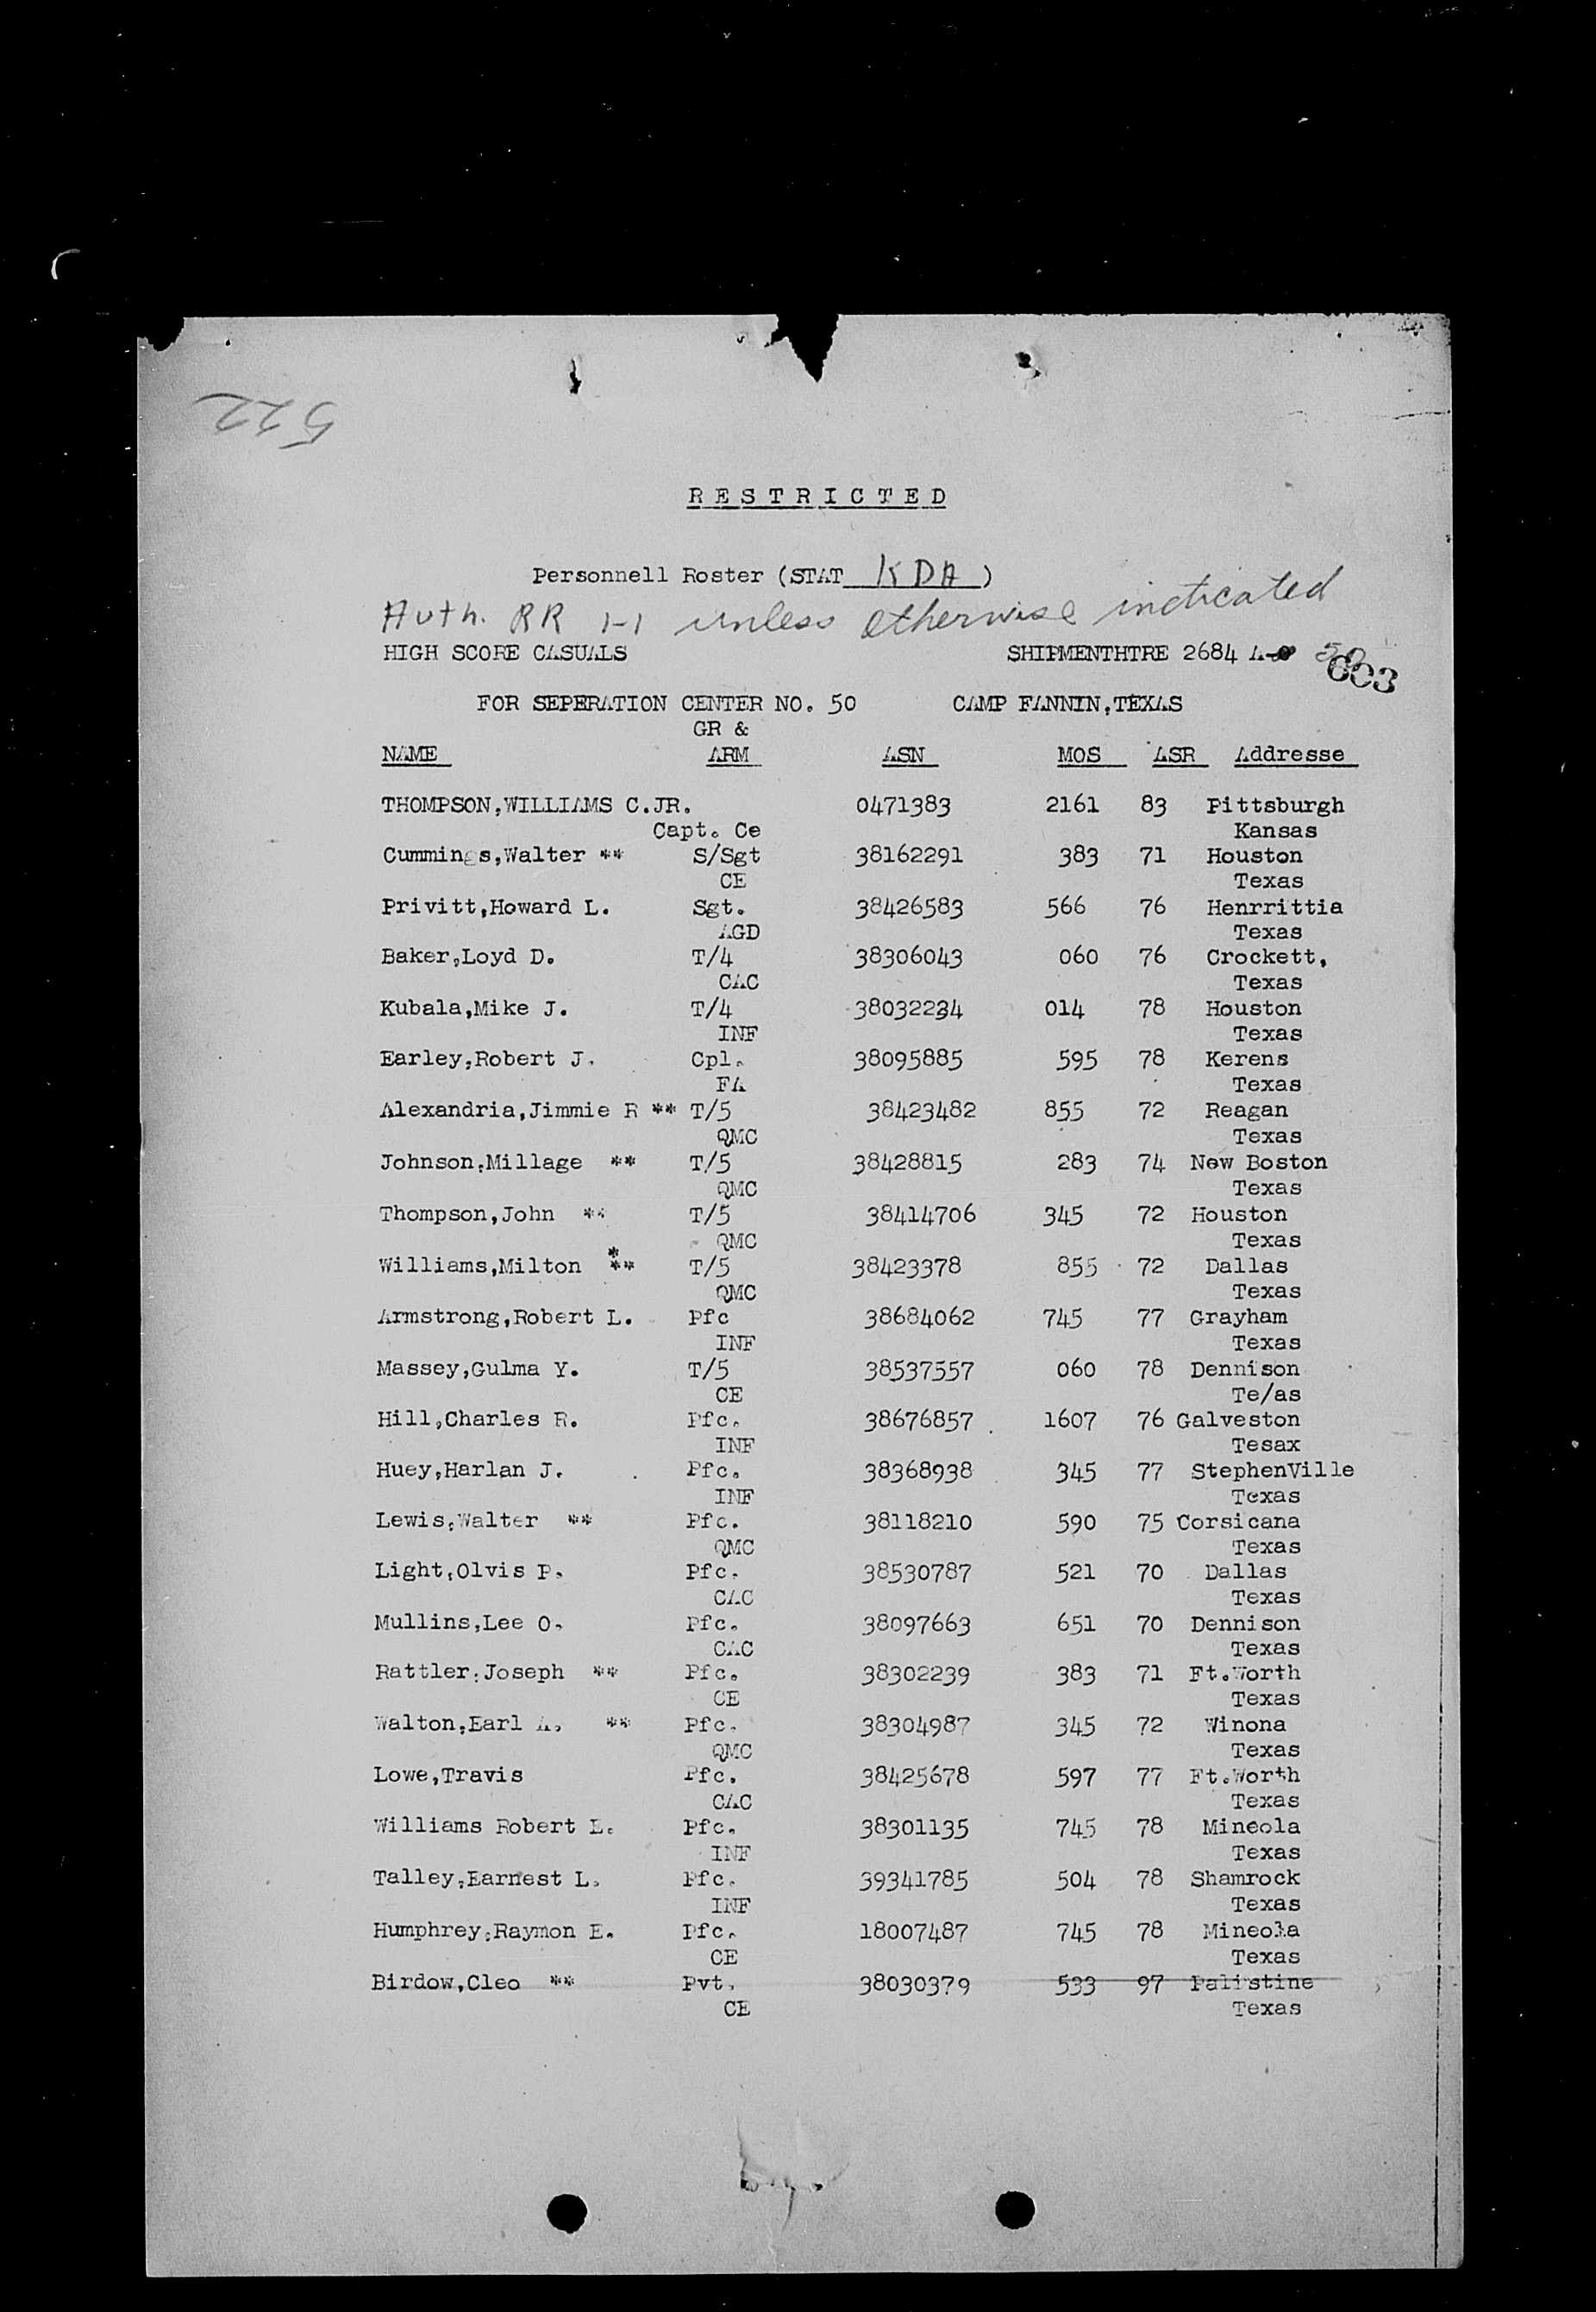 522
RESTRICTED
Personnell Roster (STAT KDA )
Auth. RR 1-1 unless otherwise indicated
HIGH SCORE CASUALS SHIPMENTHTRE 2684 50
603
FOR SEPERATION CENTER NO. 50 CAMP FANNIN,TEXAS
GR &
NAME ARM ASN MOS ASR Addresse
THOMPSON,WILLIAMS C.JR. 0471383 2161 83 Pittsburgh
Capt. Ce Kansas
Cummings,Walter ** S/Sgt 38162291 383 71 Houston
CE Texas
Privitt,Howard L. Sgt. 38426583 566 76 Henrrittia
AGD Texas
Baker,Loyd D. T/4 38306043 060 76 Crockett,
CAC Texas
Kubala,Mike J. T/4 38032234 014 78 Houston
INF Texas
Earley,Robert J. Cpl. 38095885 595 78 Kerens
FA Texas
Alexandria,Jimmie R ** T/5 38423482 855 72 Reagan
QMC Texas
Johnson,Millage ** T/5 38428815 283 74 New Boston
QMC Texas
Thompson,John ** T/5 38414706 345 72 Houston
QMC Texas
*
Williams,Milton ** T/5 38423378 855 72 Dallas
QMC Texas
Armstrong,Robert L. Pfc 38684062 745 77 Grayham
INF Texas
Massey,Gulma Y. T/5 38537557 060 78 Dennison
CE Te/as
Hill,Charles R. Pfc. 38676857 1607 76 Galveston
INF Tesax
Huey,Harlan J. Pfc. 38368938 345 77 StephenVille
INF Texas
Lewis,Walter ** Pfc. 38118210 590 75 Corsicana
QMC Texas
Light,Olvis P. Pfc. 38530787 521 70 Dallas
CAC Texas
Mullins,Lee O. Pfc. 38097663 651 70 Dennison
CAC Texas
Rattler,Joseph ** Pfc. 38302239 383 71 Ft.Worth
CE Texas
Walton,Earl A. ** Pfc. 38304987 345 72 Winona
QMC Texas
Lowe,Travis Pfc. 38425678 597 77 Ft.Worth
CAC Texas
Williams Robert L. Pfc. 38301135 745 78 Mineola
INF Texas
Talley,Earnest L. Pfc. 39341785 504 78 Shamrock
INF Texas
Humphrey,Raymon E. Pfc. 18007487 745 78 Mineola
CE Texas
Birdow,Cleo ** Pvt. 38030379 533 97 Palistine
CE Texas